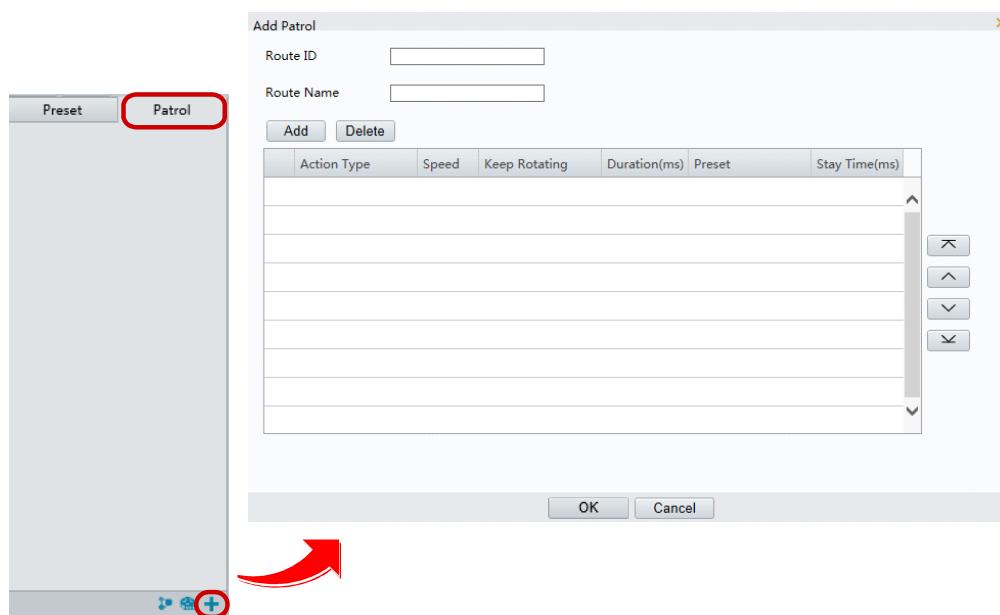 Preset Patrol
Add Patrol
Route ID
Route Name
Add Delete
Action Type Speed Keep Rotating Duration(ms) Preset Stay Time(ms)
OK Cancel